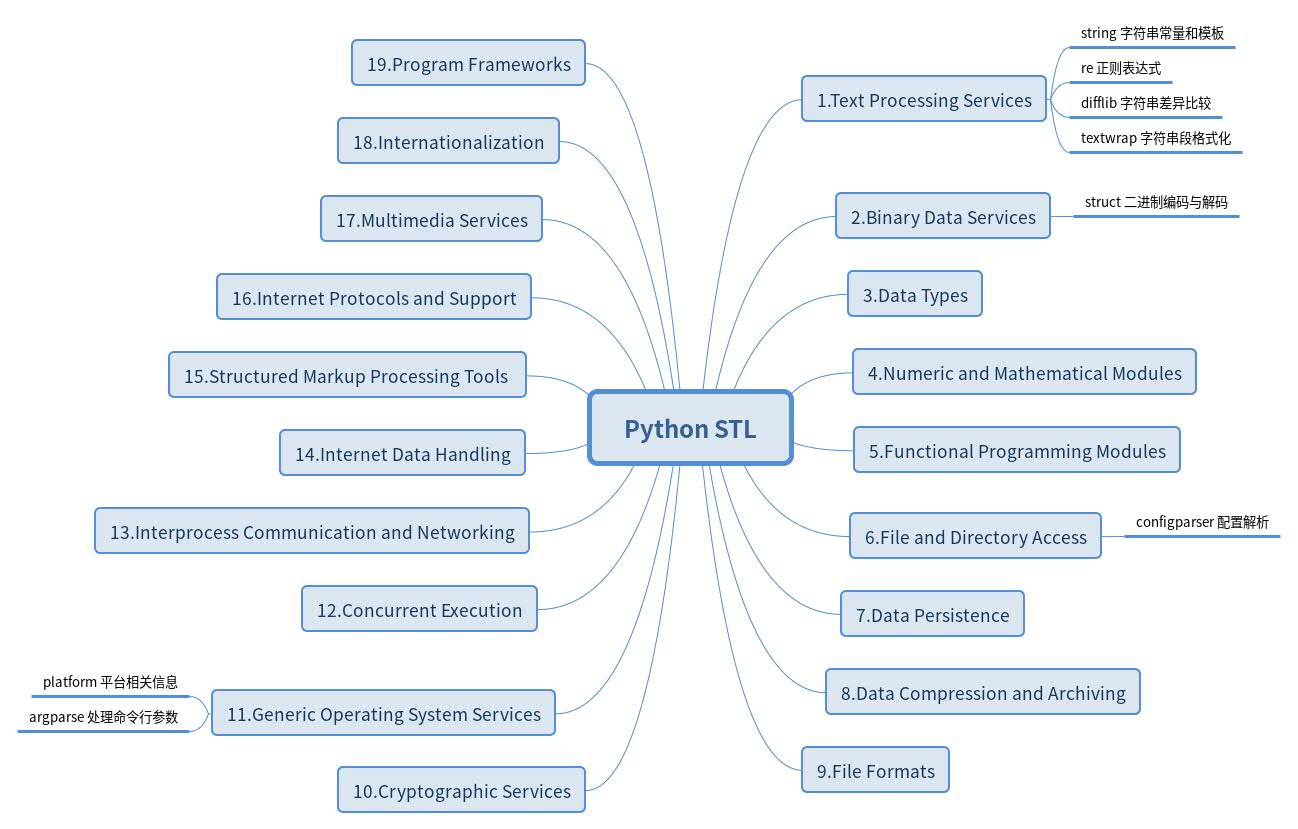 Python STL
1.Text Processing Services
string 字符串常量和模板
re 正则表达式
difflib 字符串差异比较
textwrap 字符串段格式化
2.Binary Data Services
struct 二进制编码与解码
3.Data Types
4.Numeric and Mathematical Modules
5.Functional Programming Modules
6.File and Directory Access
configparser 配置解析
7.Data Persistence
8.Data Compression and Archiving
9.File Formats
10.Cryptographic Services
11.Generic Operating System Services
platform 平台相关信息
argparse 处理命令行参数
12.Concurrent Execution
13.Interprocess Communication and Networking
14.Internet Data Handling
15.Structured Markup Processing Tools
16.Internet Protocols and Support
17.Multimedia Services
18.Internationalization
19.Program Frameworks